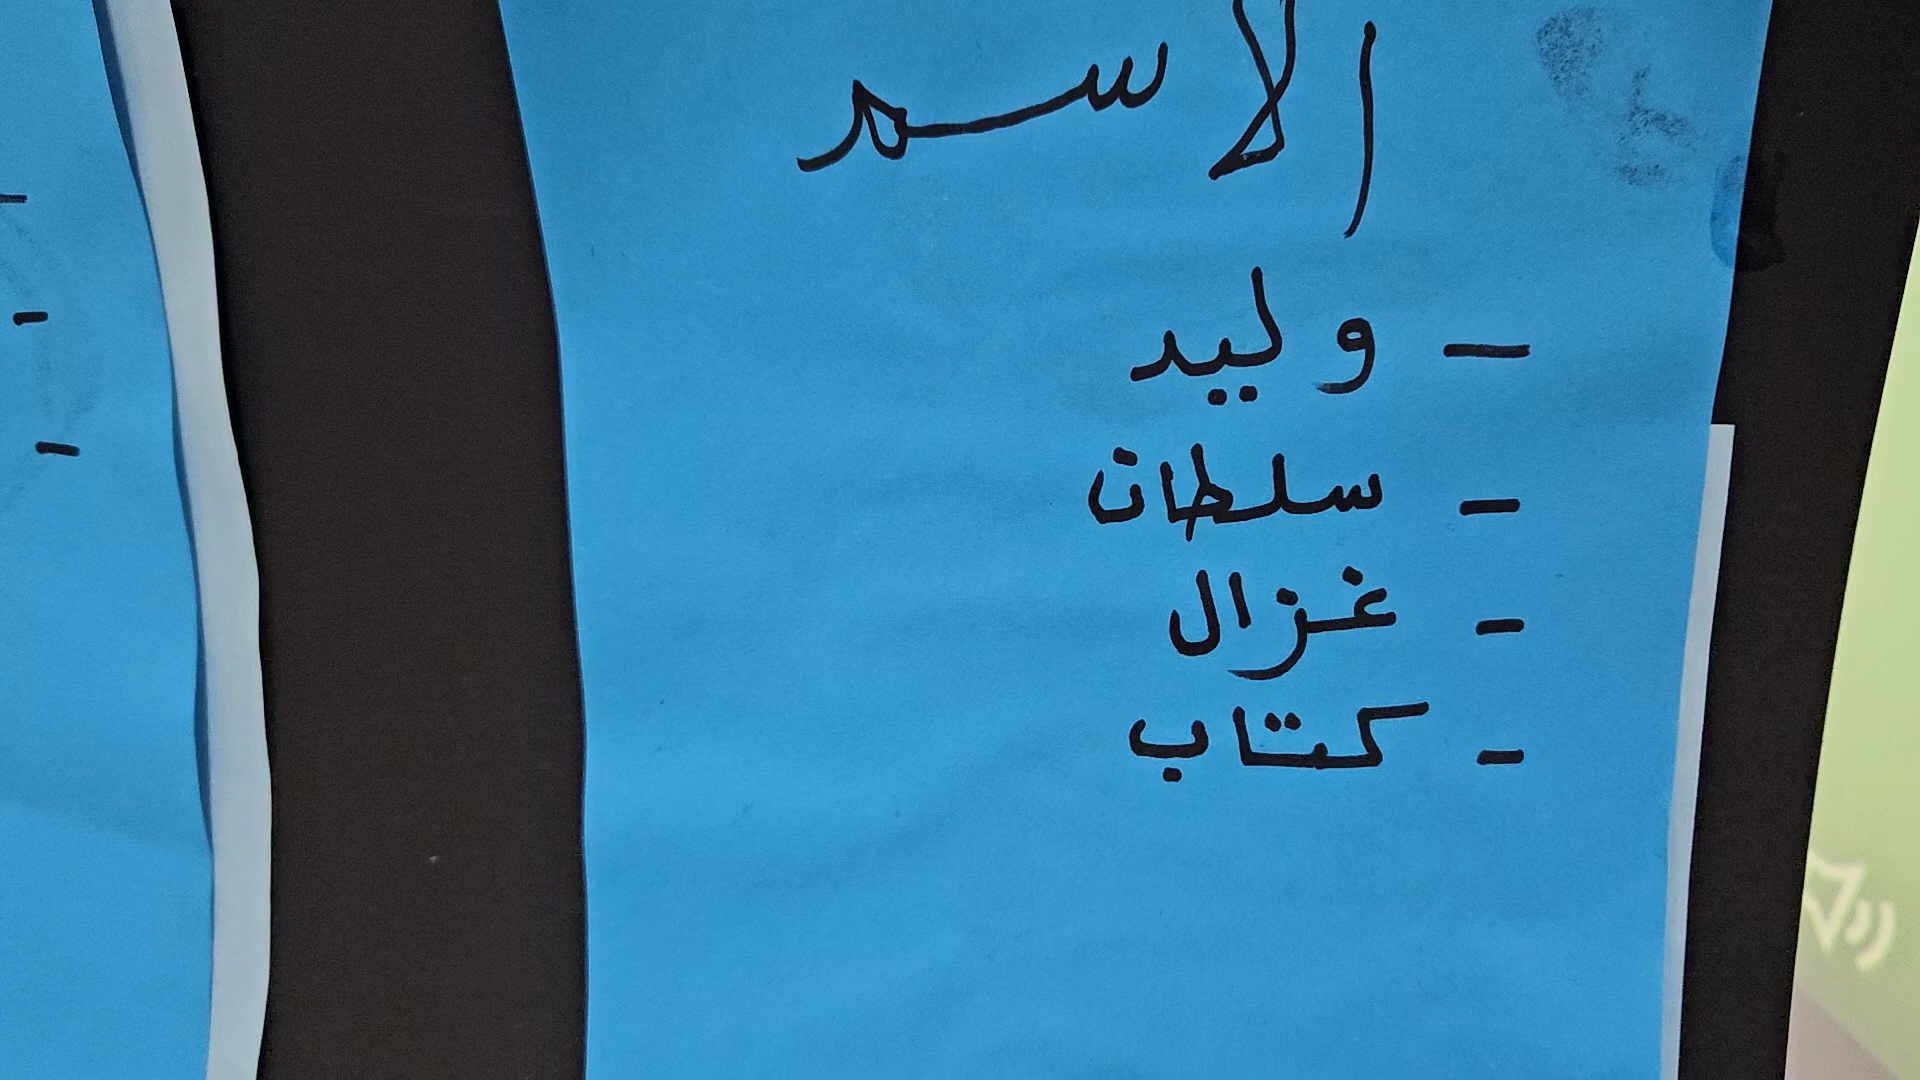 الاسم
- وليد
- سلطان
- غزال
- كتاب